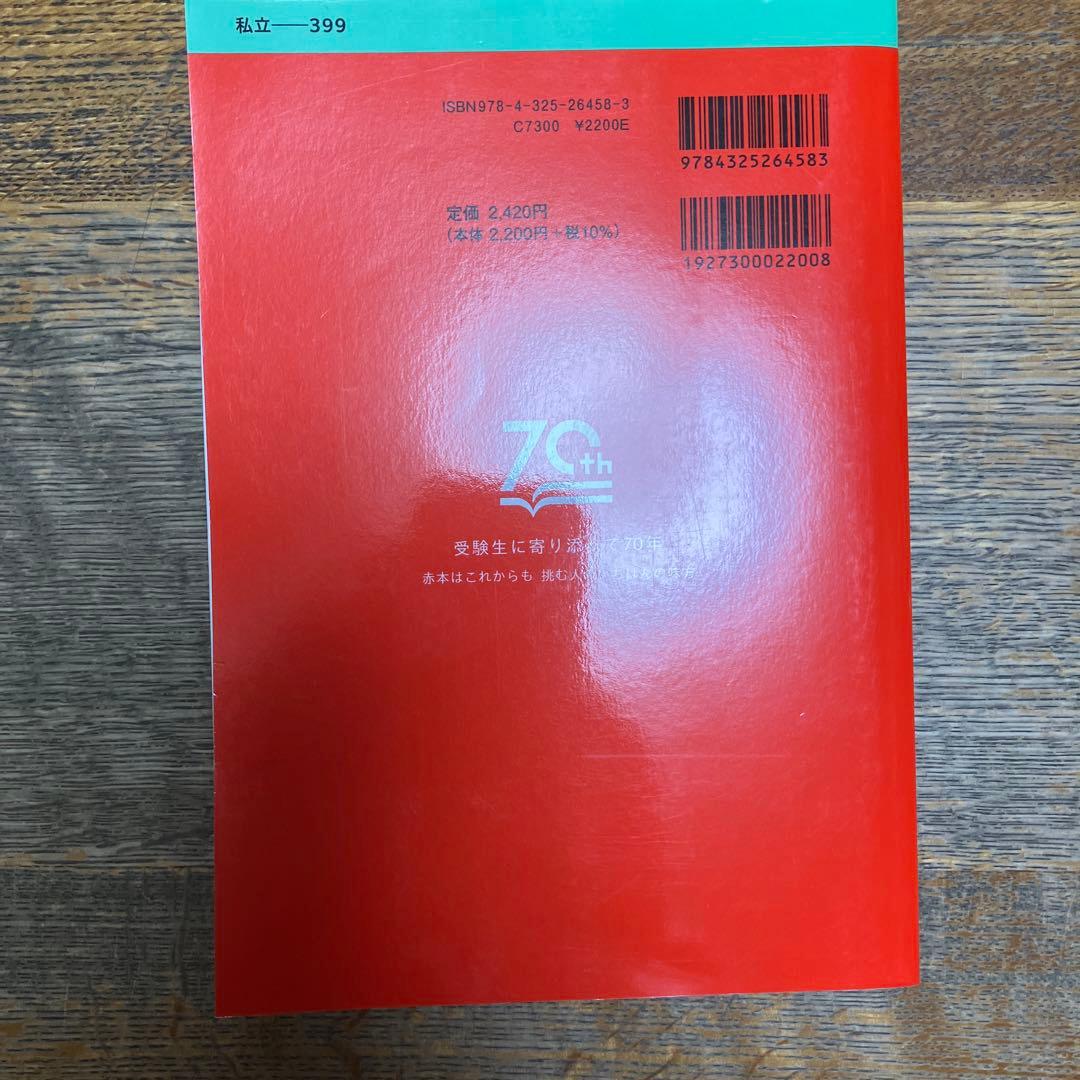 私立――399
ISBN978-4-325-26458-3
C7300 ¥2200E
9784325264583
定価 2,420円
(本体 2,200円+税10%)
1927300022008
70th
受験生に寄り添って70年
赤本はこれからも 挑む人の